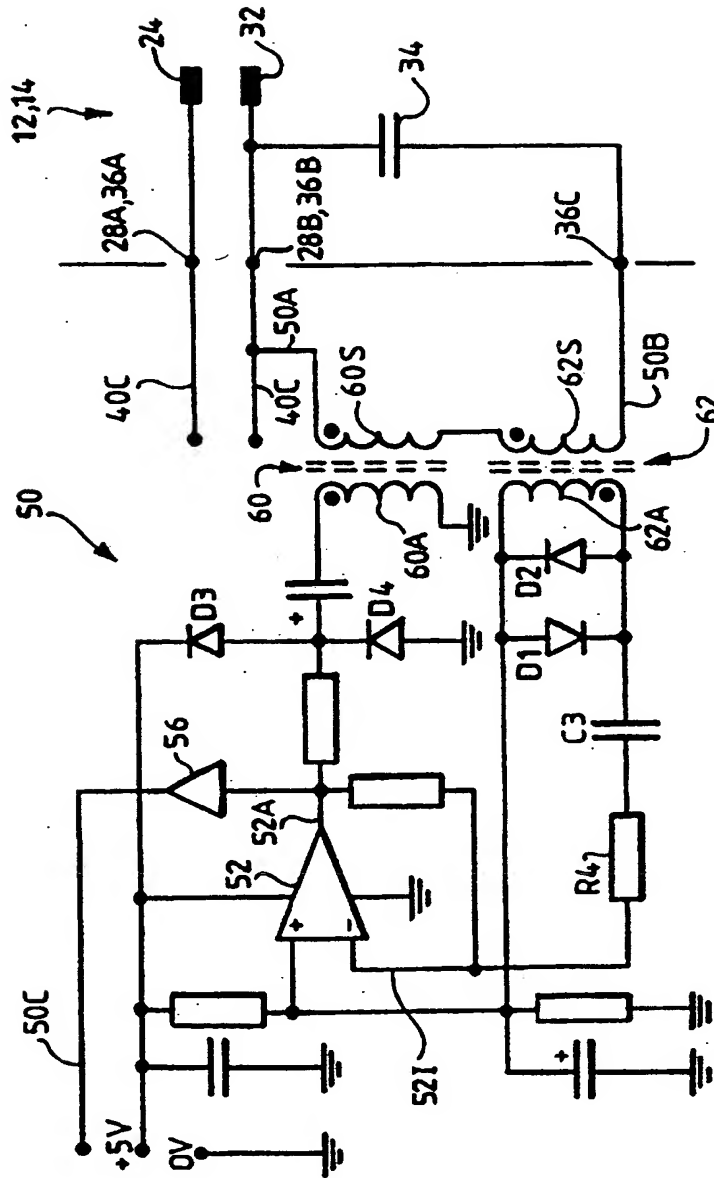 12,14
24
32
34
28A,36A
28B,36B
36C
40C
40C
50A
50B
60S
62S
60
62
60A
62A
50
D3
D4
D2
D1
C3
R4
56
52A
52
+
-
+
+
52I
50C
+5V
0V